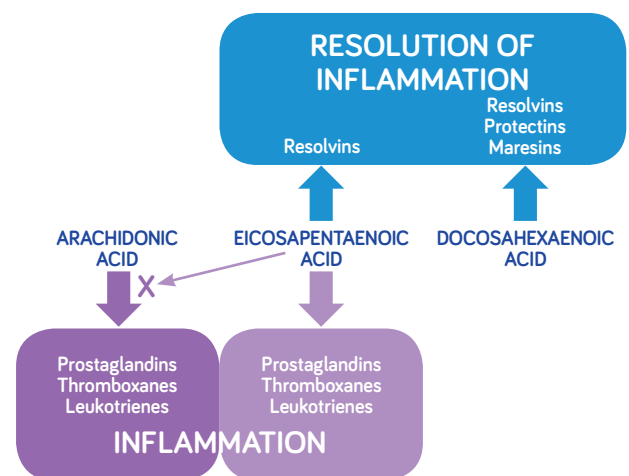 RESOLUTION OF
INFLAMMATION
Resolvins
Resolvins
Protectins
Maresins
ARACHIDONIC
ACID
EICOSAPENTAENOIC
ACID
DOCOSAHEXAENOIC
ACID
X
Prostaglandins
Thromboxanes
Leukotrienes
Prostaglandins
Thromboxanes
Leukotrienes
INFLAMMATION